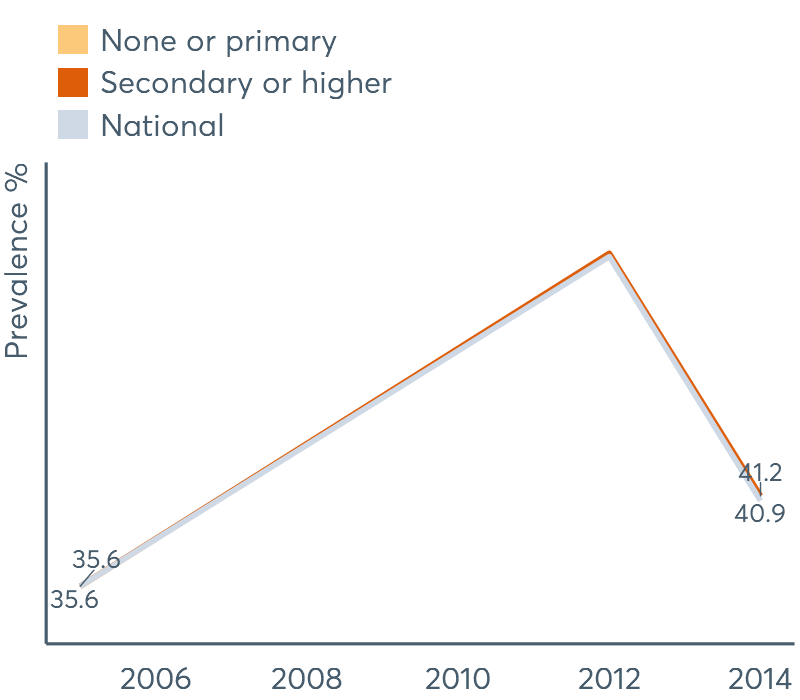 None or primary
Secondary or higher
National
Prevalence %
41.2
40.9
35.6
35.6
2006 2008 2010 2012 2014